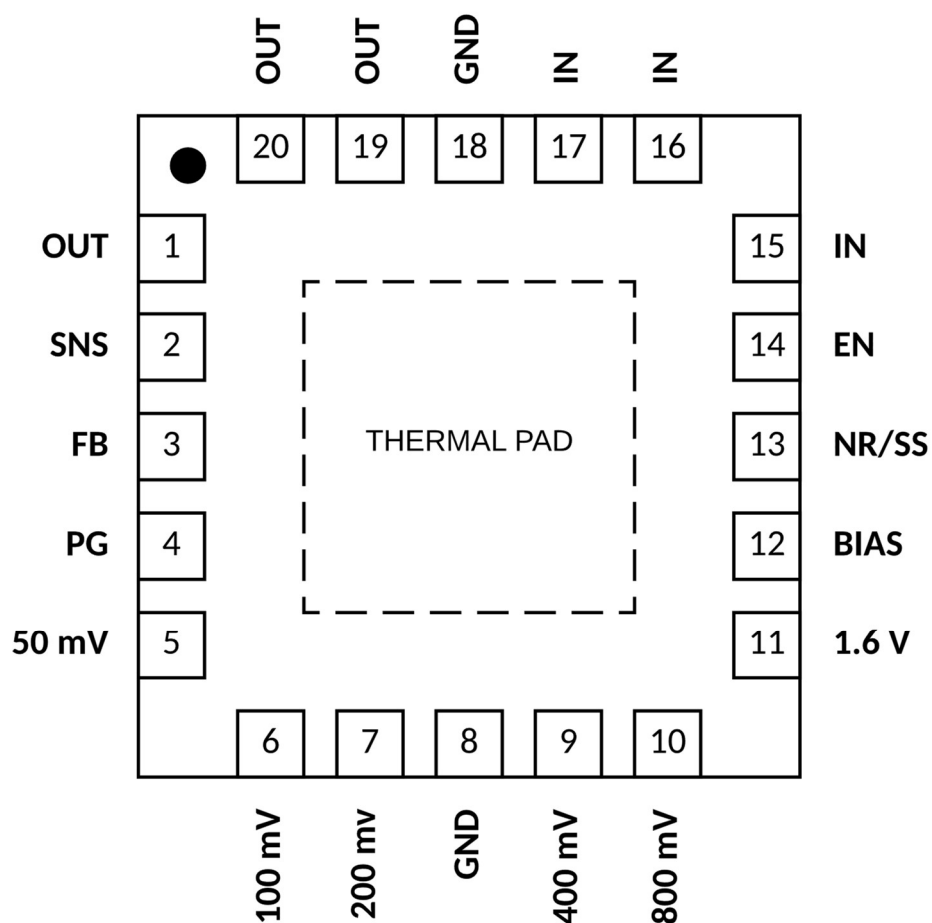 OUT OUT GND IN IN
20 19 18 17 16
OUT 1 15 IN
SNS 2 14 EN
THERMAL PAD
FB 3 13 NR/SS
PG 4 12 BIAS
50 mV 5 11 1.6 V
6 7 8 9 10
100 mV 200 mv GND 400 mV 800 mV